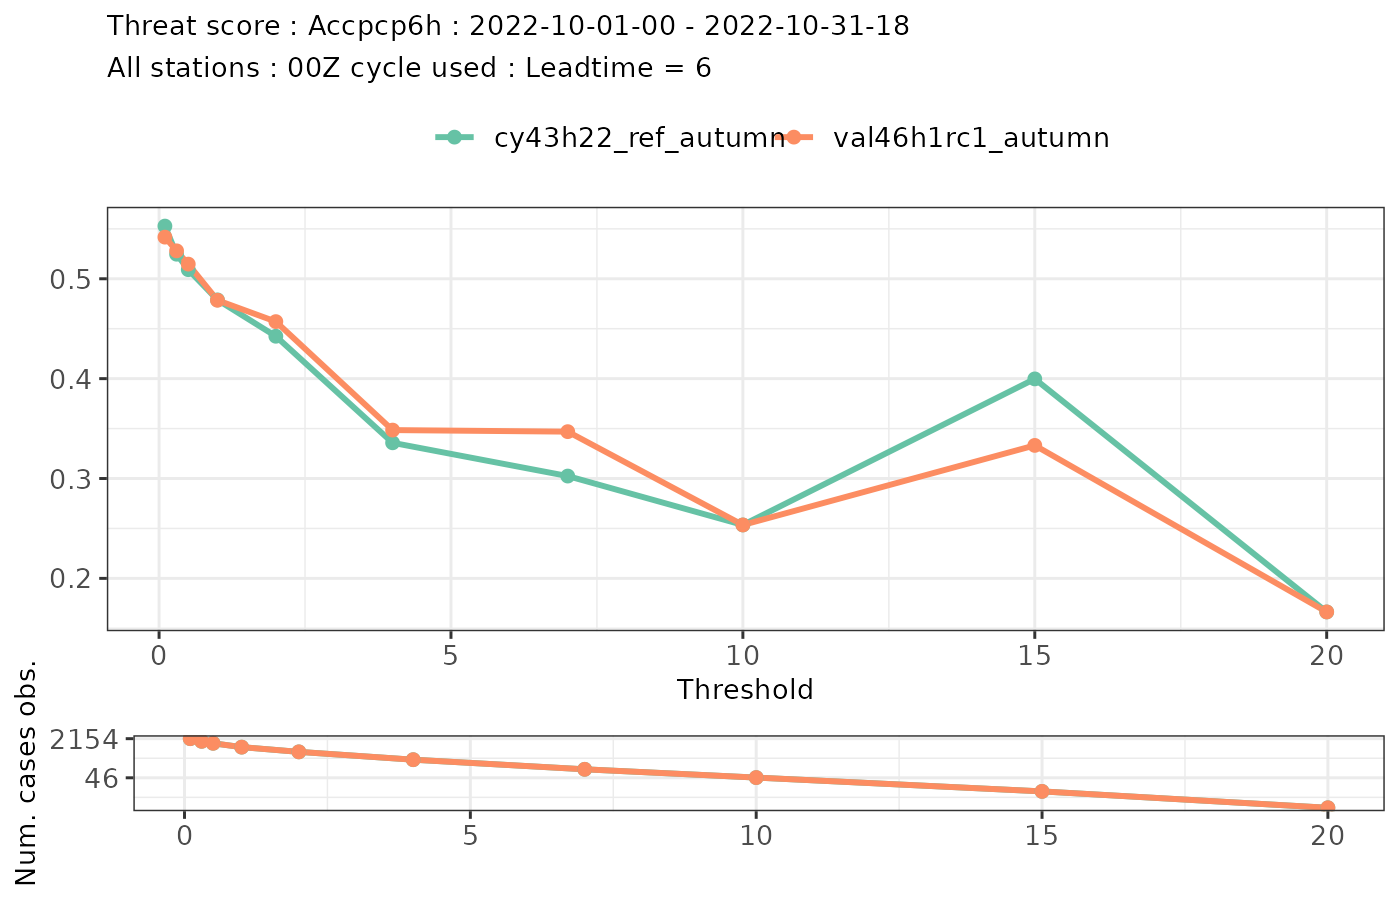 Threat score : Accpcp6h : 2022-10-01-00 - 2022-10-31-18
All stations : 00Z cycle used : Leadtime = 6
cy43h22_ref_autumn val46h1rc1_autumn
0.5
0.4
0.3
0.2
0 5 10 15 20
Threshold
Num. cases obs.
2154
46
0 5 10 15 20